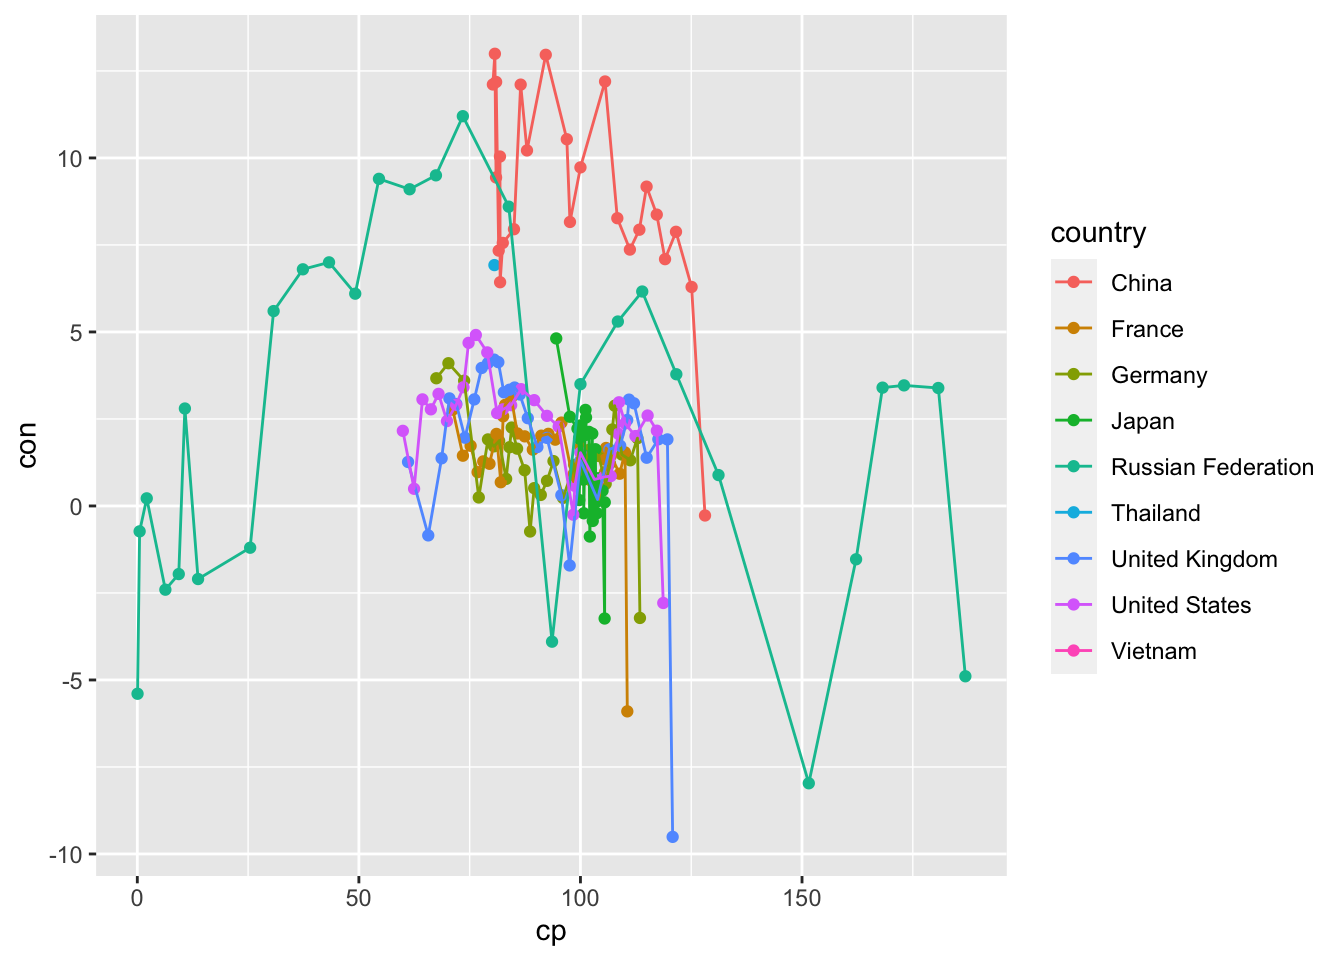 con
10
5
0
-5
-10
0 50 100 150
cp
country
China
France
Germany
Japan
Russian Federation
Thailand
United Kingdom
United States
Vietnam